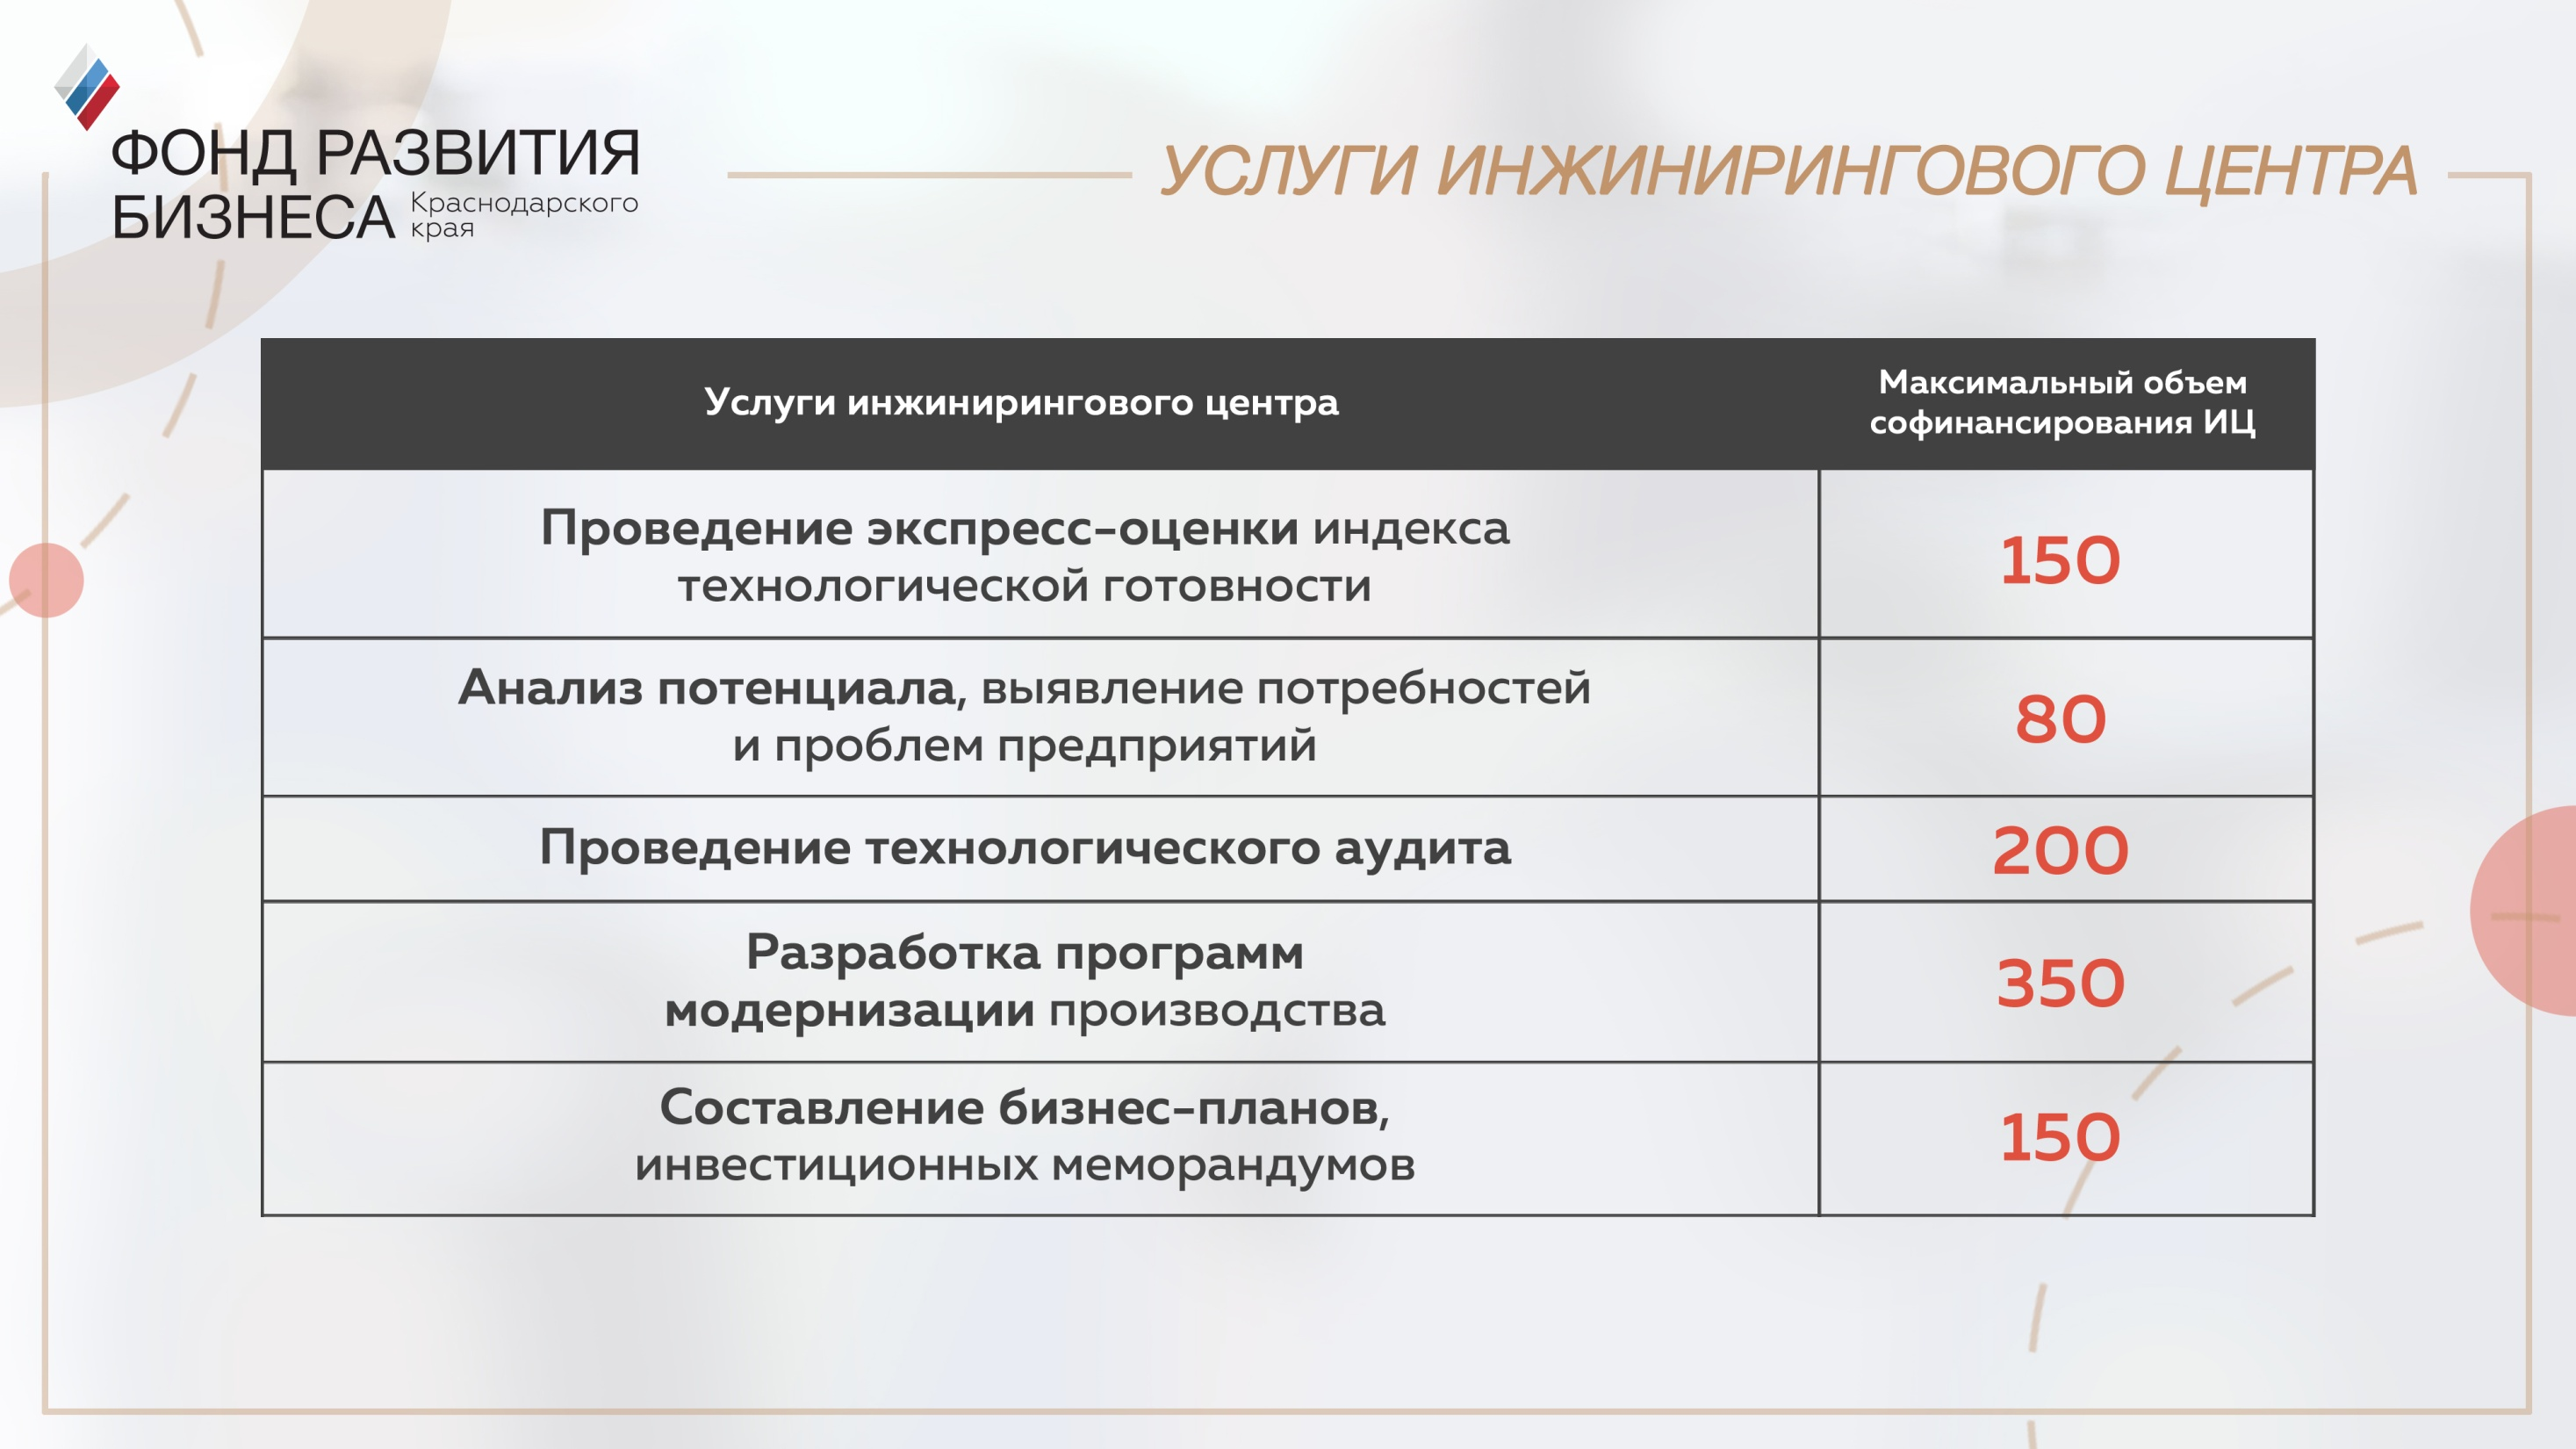 ФОНД РАЗВИТИЯ
БИЗНЕСА Краснодарского
края
УСЛУГИ ИНЖИНИРИНГОВОГО ЦЕНТРА
Услуги инжинирингового центра
Максимальный объем
софинансирования ИЦ
Проведение экспресс-оценки индекса
технологической готовности
150
Анализ потенциала, выявление потребностей
и проблем предприятий
80
Проведение технологического аудита
200
Разработка программ
модернизации производства
350
Составление бизнес-планов,
инвестиционных меморандумов
150